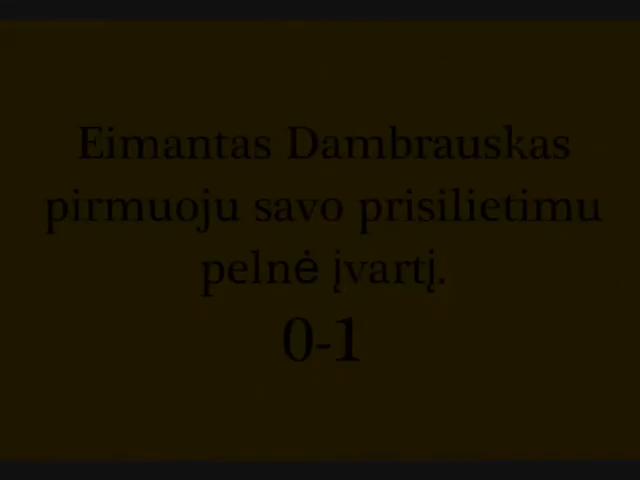 Eimantas Dambrauskas
pirmuoju savo prisilietimu
pelnė įvartį.
0-1